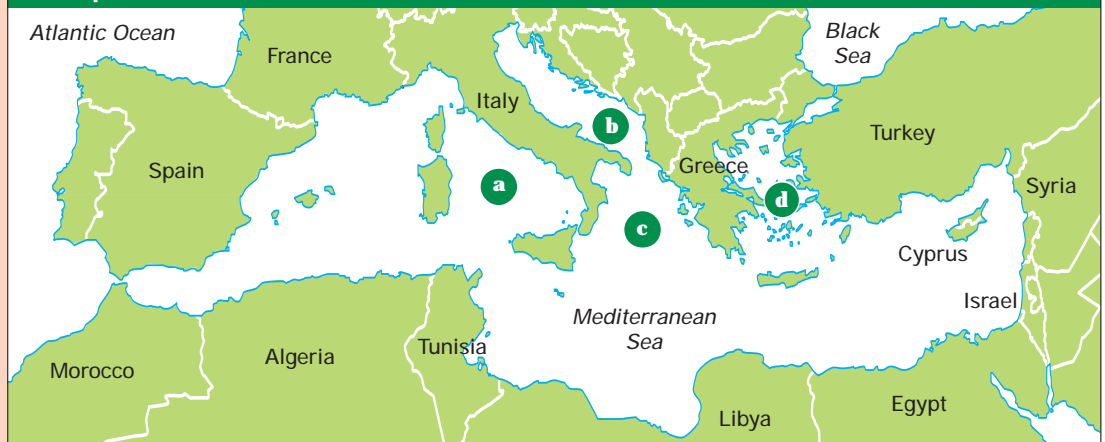 Atlantic Ocean
France
Black
Sea
Italy
b
Turkey
Spain
Greece
a
d
Syria
c
Cyprus
Israel
Mediterranean
Sea
Tunisia
Algeria
Morocco
Egypt
Libya